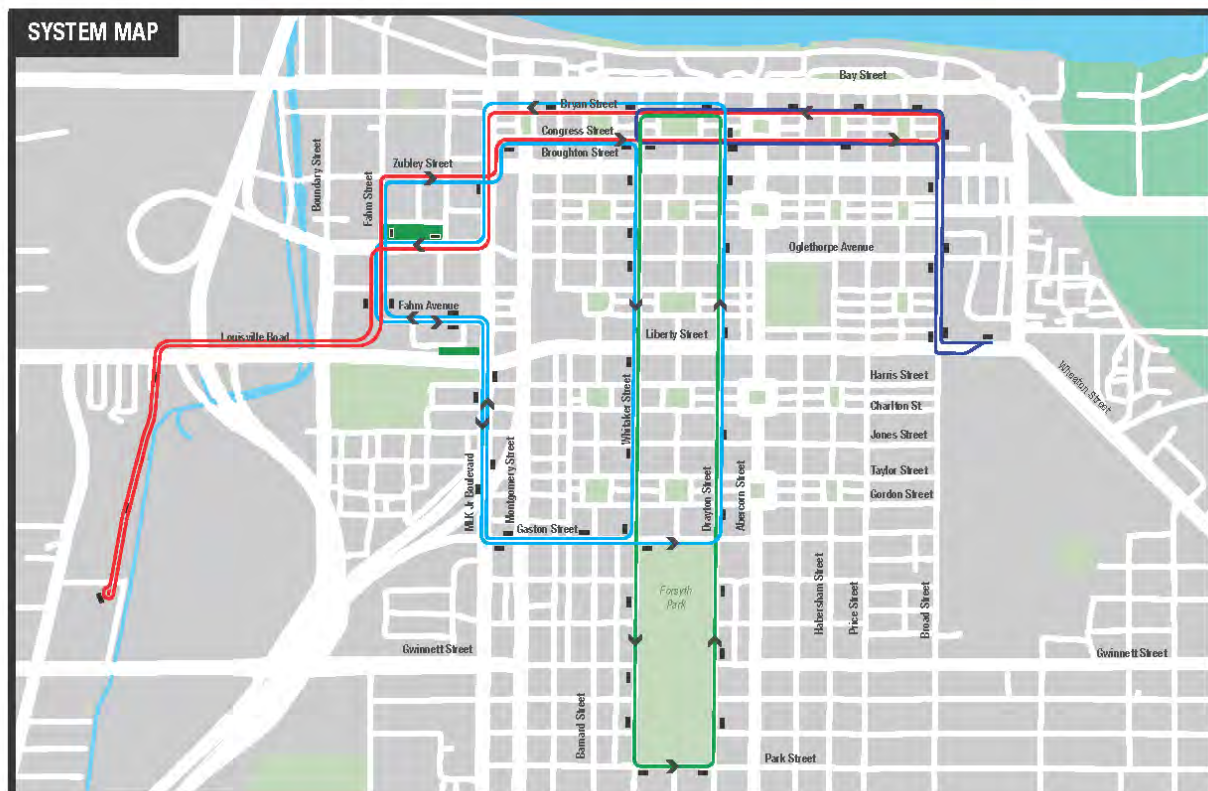 SYSTEM MAP
Bay Street
Bryan Street
Congress Street
Broughton Street
Zubley Street
Boundary Street
Fahm Street
Oglethorpe Avenue
Fahm Avenue
Louisville Road
Liberty Street
Harris Street
Wheaton Street
Charlton St
Whitaker Street
Jones Street
Taylor Street
MLK Jr Boulevard
Montgomery Street
Drayton Street
Abercorn Street
Gordon Street
Gaston Street
Forsyth
Park
Habersham Street
Price Street
Broad Street
Gwinnett Street
Gwinnett Street
Barnard Street
Park Street